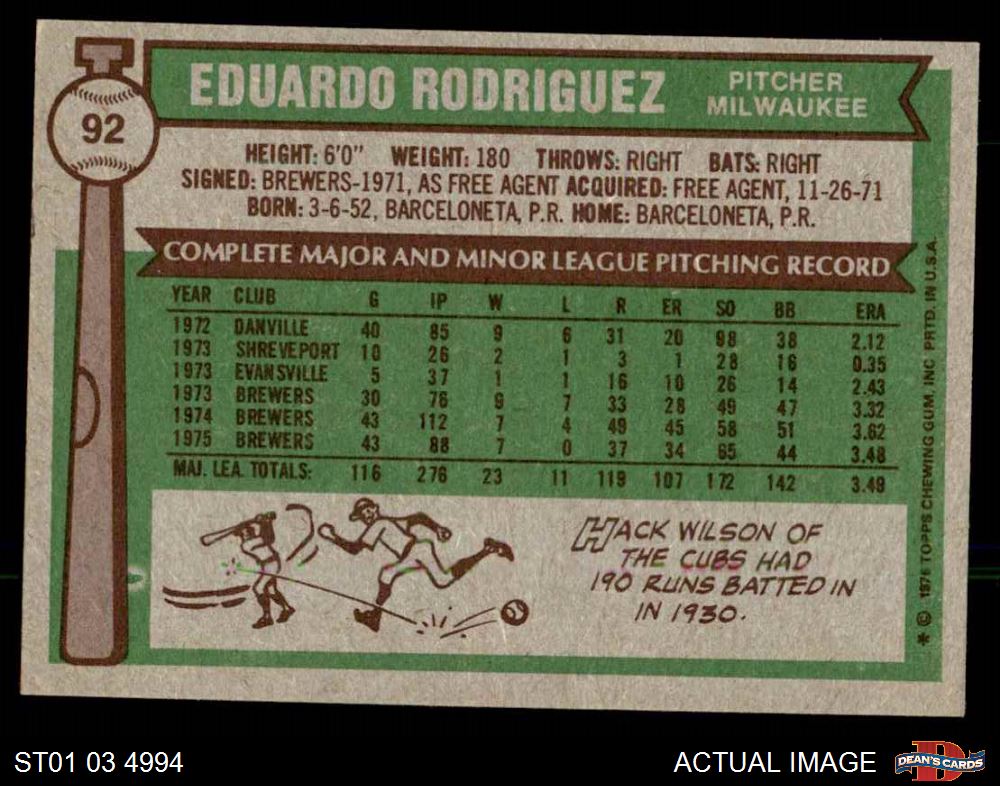 92
EDUARDO RODRIGUEZ
PITCHER
MILWAUKEE
HEIGHT: 6'0" WEIGHT: 180 THROWS: RIGHT BATS: RIGHT
SIGNED: BREWERS-1971, AS FREE AGENT ACQUIRED: FREE AGENT, 11-26-71
BORN: 3-6-52, BARCELONETA, P.R. HOME: BARCELONETA, P.R.
COMPLETE MAJOR AND MINOR LEAGUE PITCHING RECORD
YEAR CLUB G IP W L R ER SO BB ERA
1972 DANVILLE 40 85 9 6 31 20 98 38 2.12
1973 SHREVEPORT 10 26 2 1 3 1 28 16 0.35
1973 EVANSVILLE 5 37 1 1 16 10 26 14 2.43
1973 BREWERS 30 76 9 7 33 28 49 47 3.32
1974 BREWERS 43 112 7 4 49 45 58 51 3.62
1975 BREWERS 43 88 7 0 37 34 65 44 3.48
MAJ. LEA. TOTALS: 116 276 23 11 119 107 172 142 3.49
HACK WILSON OF
THE CUBS HAD
190 RUNS BATTED IN
IN 1930.
* © 1976 TOPPS CHEWING GUM, INC PRTD. IN U.S.A.
ST01 03 4994
ACTUAL IMAGE
D
DEAN'S CARDS